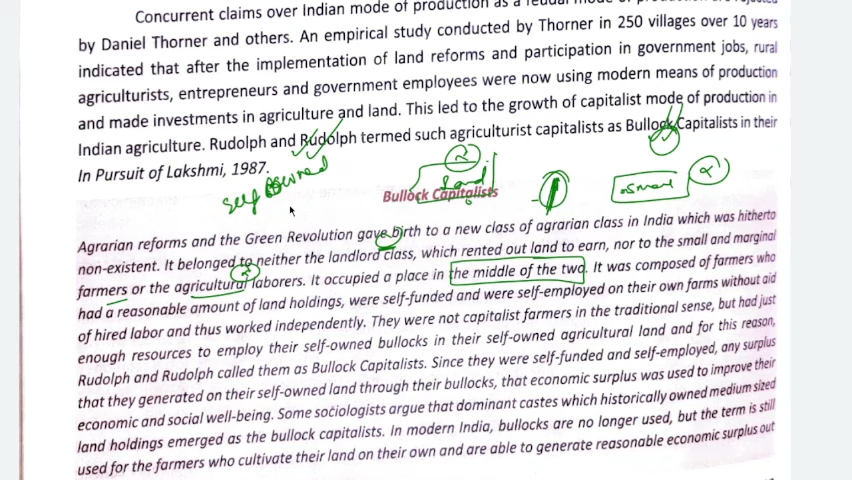 Concurrent claims over Indian mode of production as a feudal mode of production are rejected
by Daniel Thorner and others. An empirical study conducted by Thorner in 250 villages over 10 years
indicated that after the implementation of land reforms and participation in government jobs, rural
agriculturists, entrepreneurs and government employees were now using modern means of production
and made investments in agriculture and land. This led to the growth of capitalist mode of production in
Indian agriculture. Rudolph and Rudolph termed such agriculturist capitalists as Bullock Capitalists in their
In Pursuit of Lakshmi, 1987.
self owned
Land
small
Bullock Capitalists
Agrarian reforms and the Green Revolution gave birth to a new class of agrarian class in India which was hitherto
non-existent. It belonged to neither the landlord class, which rented out land to earn, nor to the small and marginal
farmers or the agricultural laborers. It occupied a place in the middle of the two. It was composed of farmers who
had a reasonable amount of land holdings, were self-funded and were self-employed on their own farms without aid
of hired labor and thus worked independently. They were not capitalist farmers in the traditional sense, but had just
enough resources to employ their self-owned bullocks in their self-owned agricultural land and for this reason,
Rudolph and Rudolph called them as Bullock Capitalists. Since they were self-funded and self-employed, any surplus
that they generated on their self-owned land through their bullocks, that economic surplus was used to improve their
economic and social well-being. Some sociologists argue that dominant castes which historically owned medium sized
land holdings emerged as the bullock capitalists. In modern India, bullocks are no longer used, but the term is still
used for the farmers who cultivate their land on their own and are able to generate reasonable economic surplus out